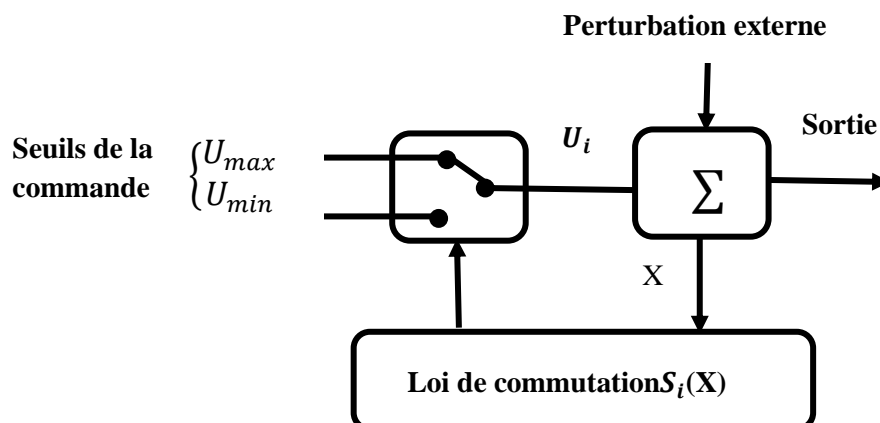 Perturbation externe
Sortie
Seuils de la
commande
{U_max
U_min
U_i
Σ
X
Loi de commutationS_i(X)